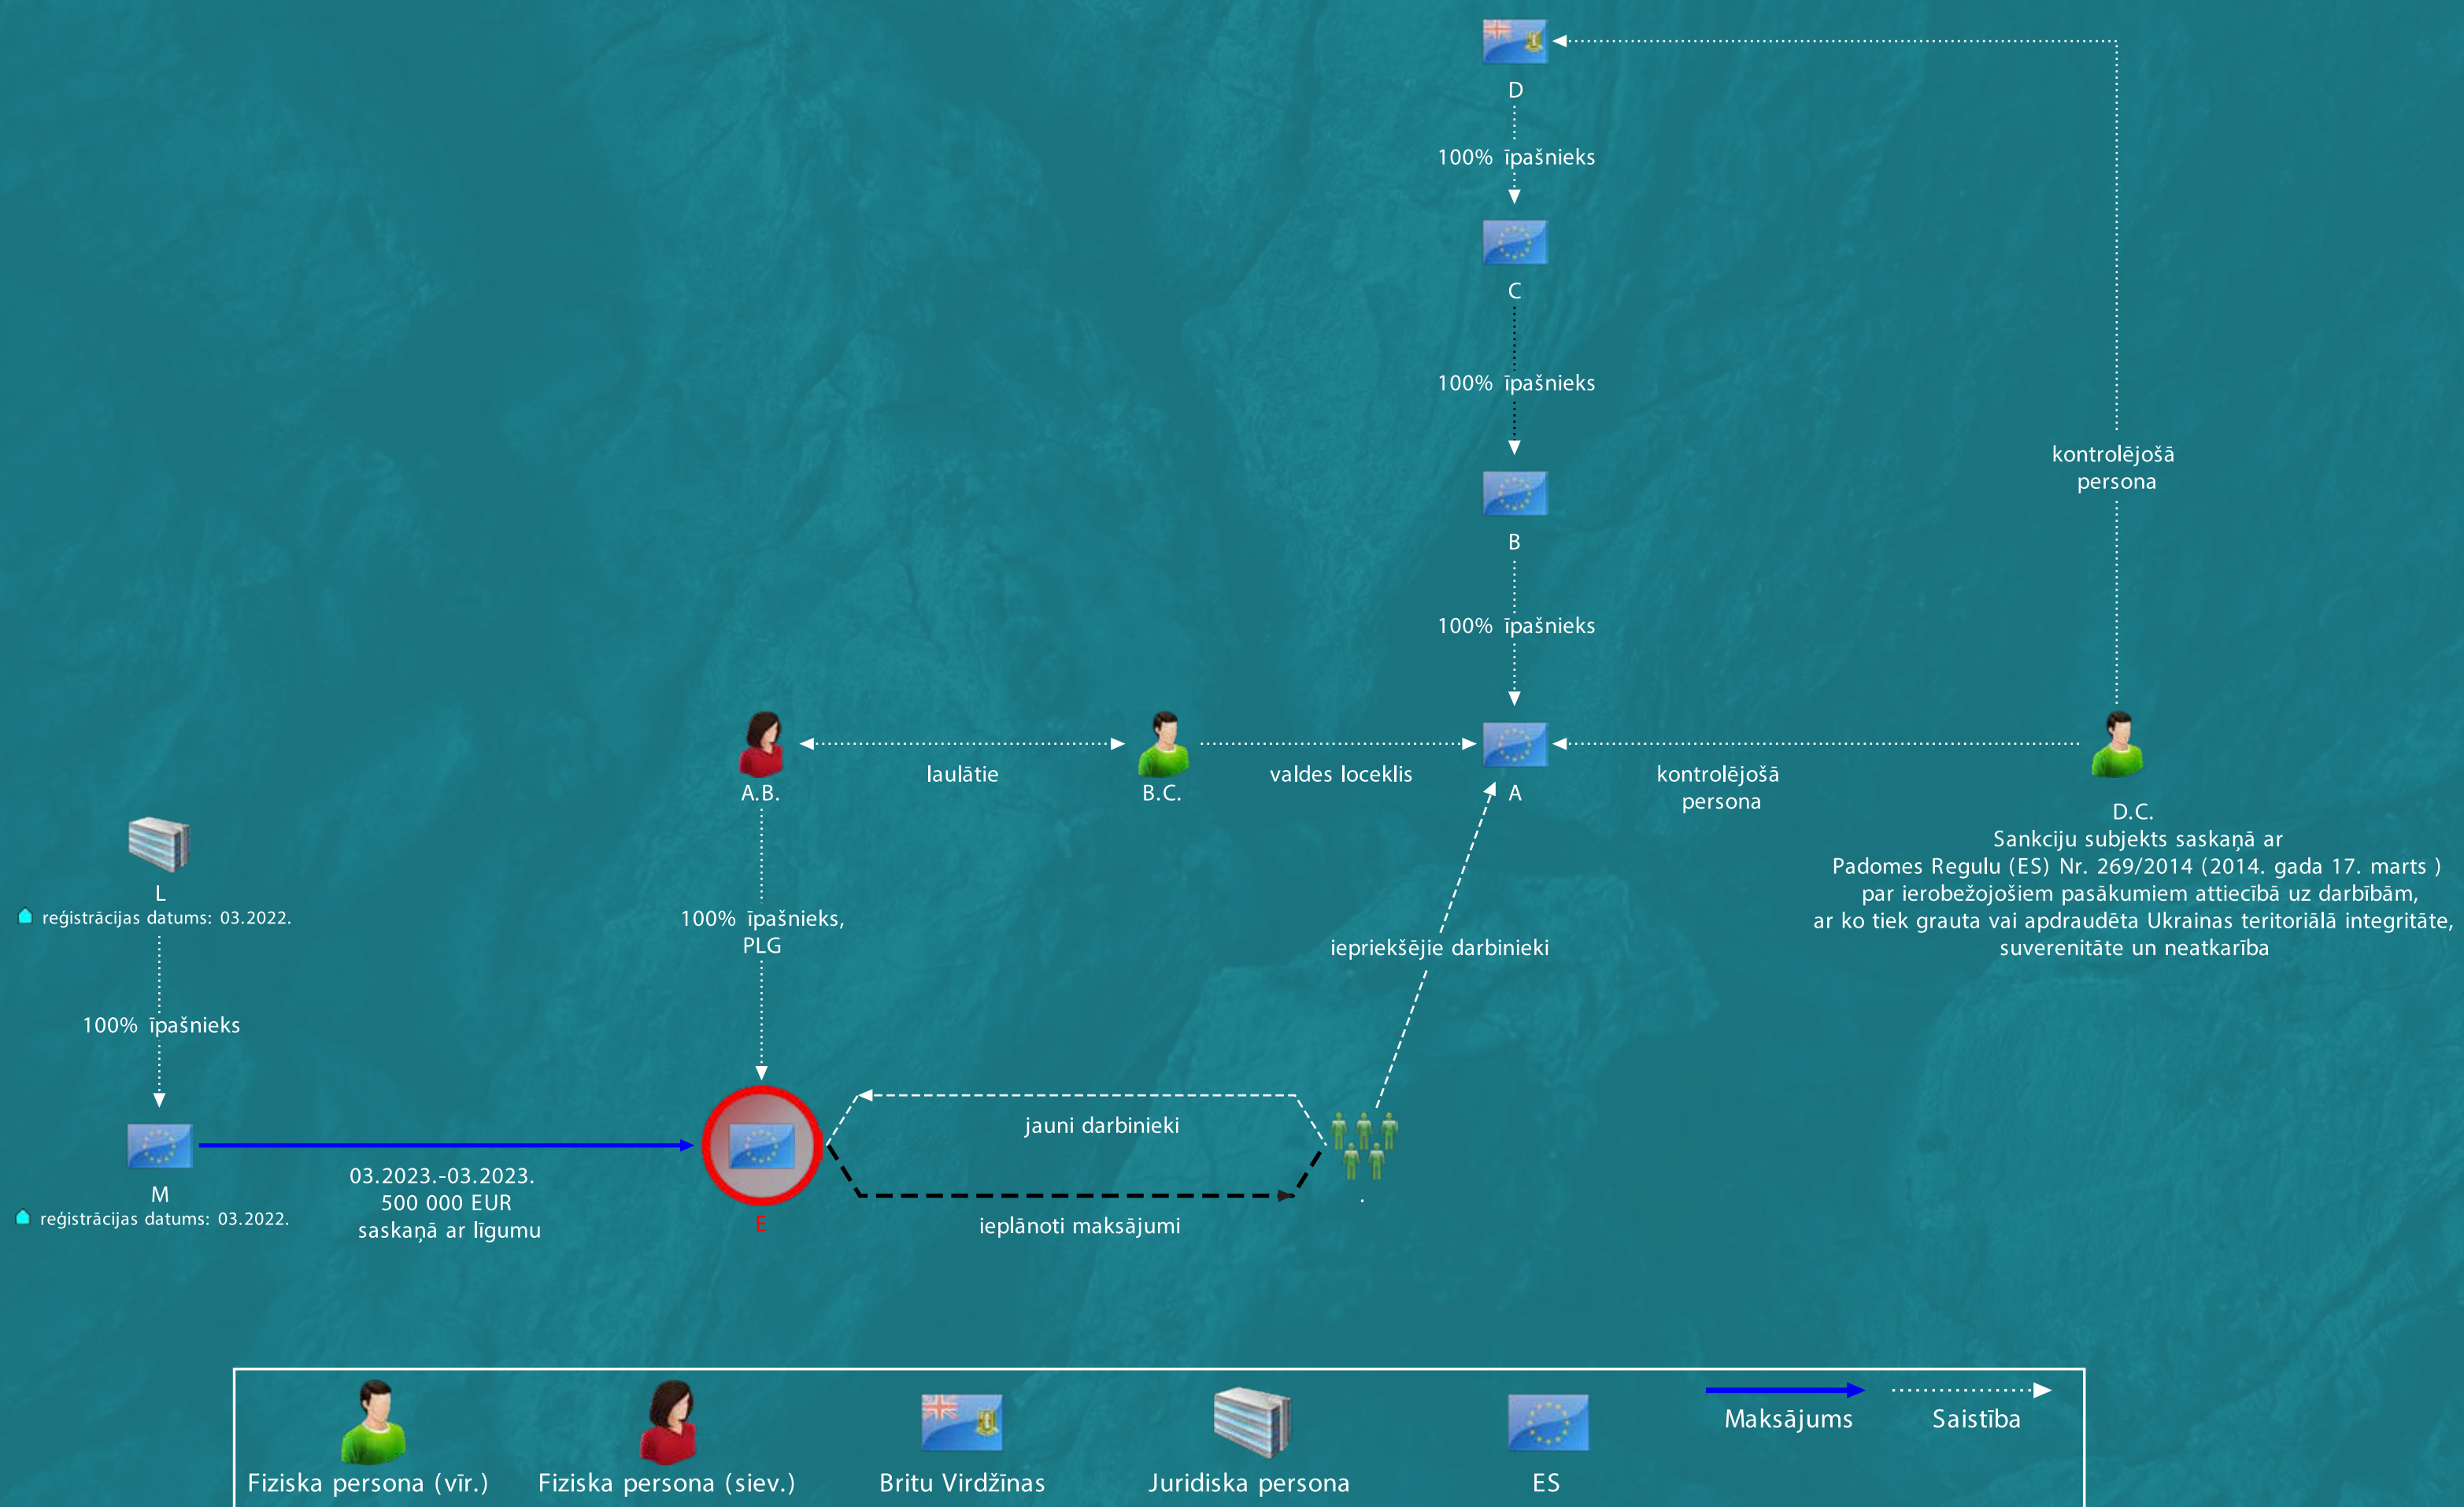 D
100% īpašnieks
C
100% īpašnieks
kontrolējošā
persona
B
100% īpašnieks
A.B.
laulātie
B.C.
valdes loceklis
A
kontrolējošā
persona
D.C.
Sankciju subjekts saskaņā ar
Padomes Regulu (ES) Nr. 269/2014 (2014. gada 17. marts )
par ierobežojošiem pasākumiem attiecībā uz darbībām,
ar ko tiek grauta vai apdraudēta Ukrainas teritoriālā integritāte,
suverenitāte un neatkarība
L
reģistrācijas datums: 03.2022.
100% īpašnieks,
PLG
iepriekšējie darbinieki
100% īpašnieks
jauni darbinieki
M
reģistrācijas datums: 03.2022.
03.2023.-03.2023.
500 000 EUR
saskaņā ar līgumu
E
ieplānoti maksājumi
.
Fiziska persona (vīr.)
Fiziska persona (siev.)
Britu Virdžīnas
Juridiska persona
ES
Maksājums
Saistība